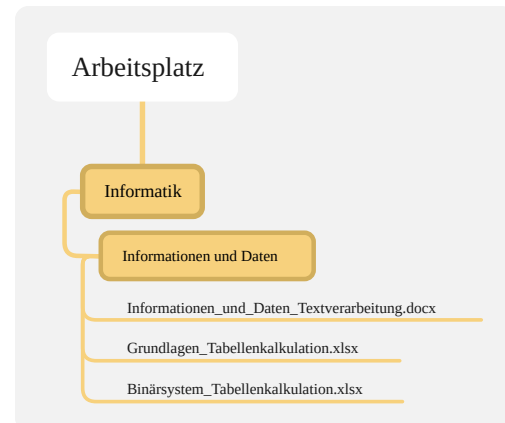 Arbeitsplatz
Informatik
Informationen und Daten
Informationen_und_Daten_Textverarbeitung.docx
Grundlagen_Tabellenkalkulation.xlsx
Binärsystem_Tabellenkalkulation.xlsx